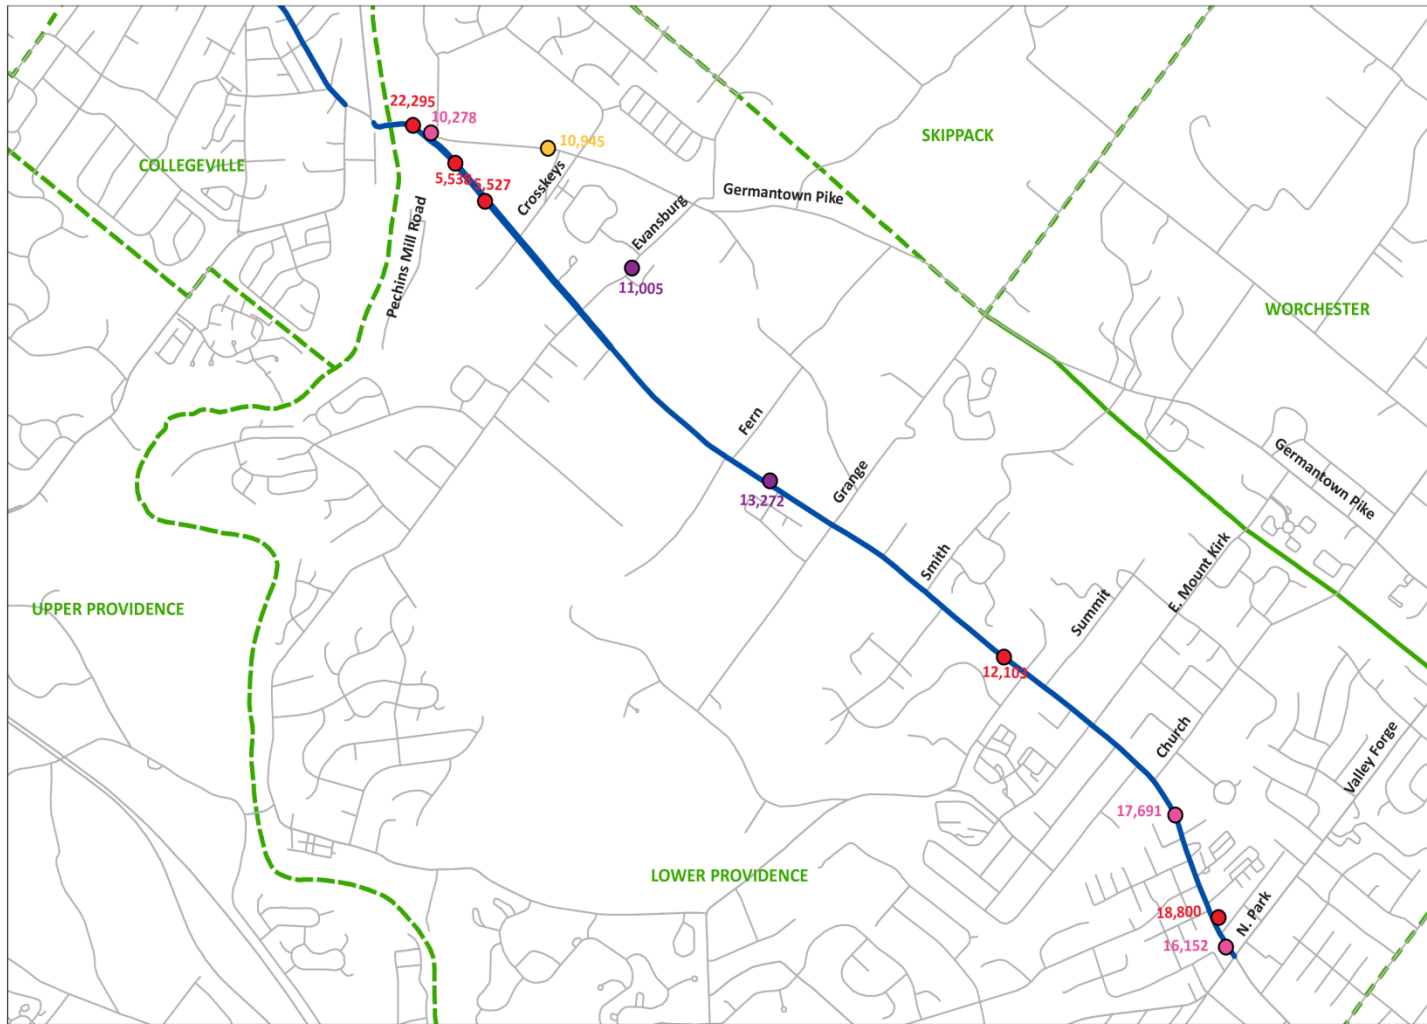 22,295
10,278
SKIPPACK
10,945
COLLEGEVILLE
5,538
5,527
Crosskeys
Germantown Pike
Evansburg
Pechins Mill Road
11,005
WORCHESTER
Fern
Grange
Germantown Pike
13,272
Smith
E. Mount Kirk
Summit
UPPER PROVIDENCE
12,103
Church
Valley Forge
17,691
LOWER PROVIDENCE
18,800
N. Park
16,152